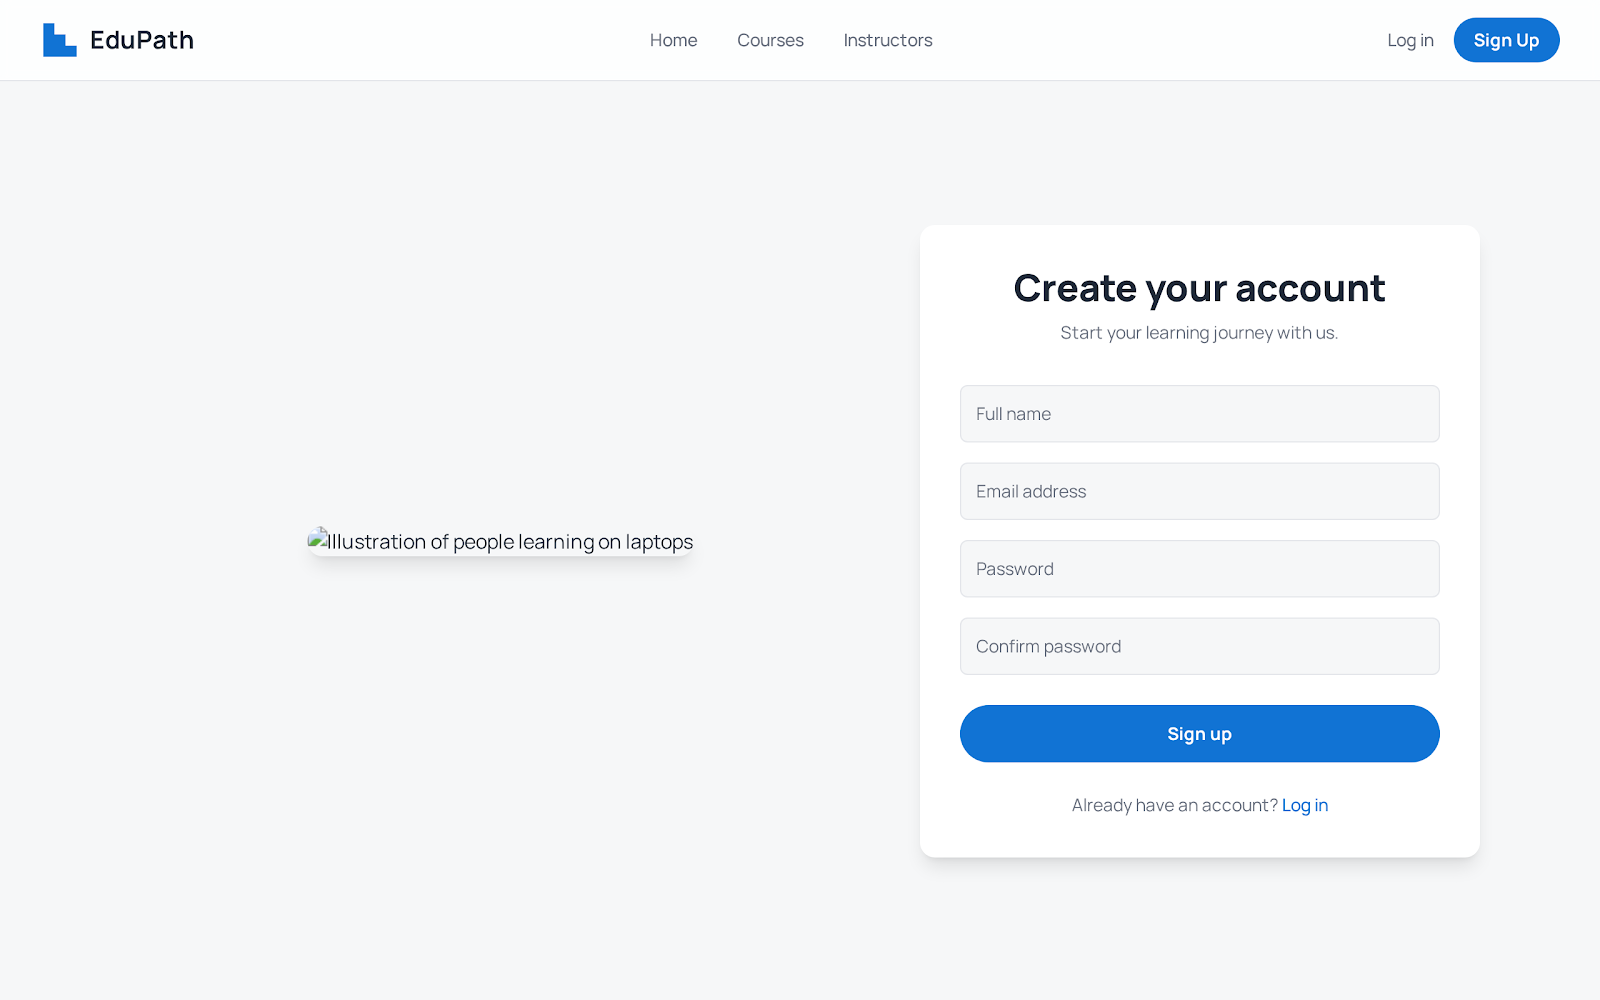 EduPath
Home
Courses
Instructors
Log in
Sign Up
Illustration of people learning on laptops
Create your account
Start your learning journey with us.
Full name
Email address
Password
Confirm password
Sign up
Already have an account? Log in